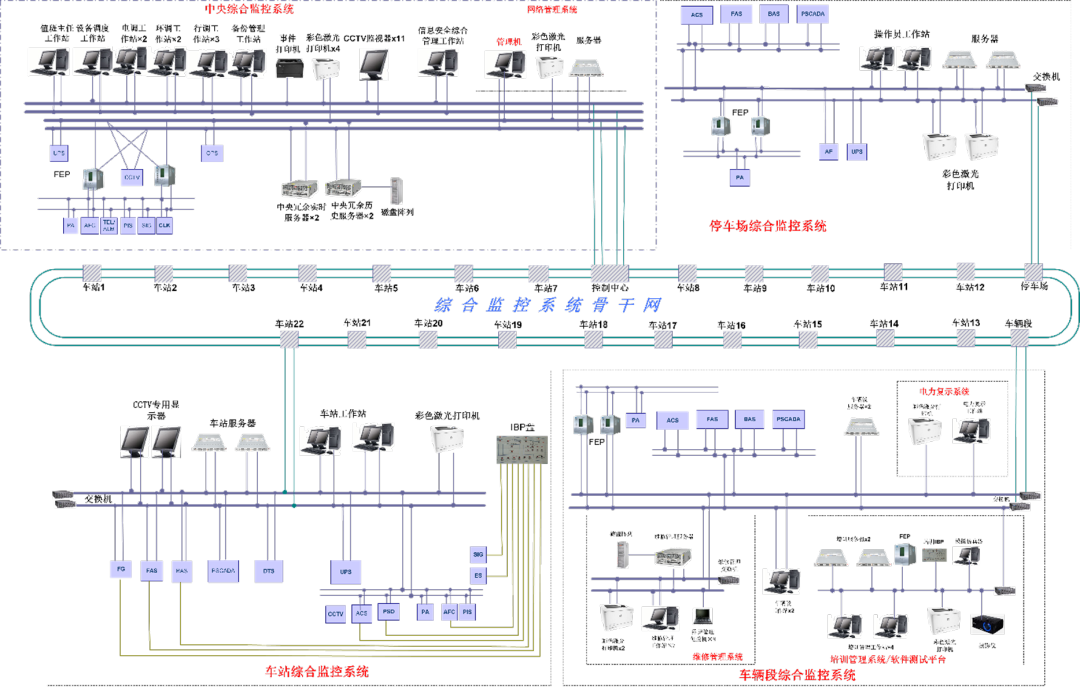 中央综合监控系统
网络管理系统
值班主任
工作站
设备调度
工作站
电调工
作站×2
环调工
作站×2
行调工
作站×3
备份管理
工作站
事件
打印机
彩色激光
打印机×4
CCTV监视器×11
信息安全综合
管理工作站
管理机
彩色激光
打印机
服务器
UPS
FEP
CCTV
PA
AFC
TEL/
ALM
PIS
SIG
CLK
中央冗余实时
服务器×2
中央冗余历
史服务器×2
磁盘阵列
ACS
FAS
BAS
PSCADA
操作员工作站
服务器
交换机
FEP
PA
AP
UPS
彩色激光
打印机
停车场综合监控系统
车站1
车站2
车站3
车站4
车站5
车站6
车站7
控制中心
车站8
车站9
车站10
车站11
车站12
停车场
综合监控系统骨干网
车站22
车站21
车站20
车站19
车站18
车站17
车站16
车站15
车站14
车站13
车辆段
CCTV专用显
示器
车站服务器
车站工作站
彩色激光打印机
IBP盘
交换机
FG
FAS
BAS
PSCADA
DTS
UPS
SIG
ES
CCTV
ACS
PSD
PA
AFC
PIS
车站综合监控系统
FEP
PA
ACS
FAS
BAS
PSCADA
电力复示系统
交换机
维修管理系统
FEP
培训管理系统/软件测试平台
车辆段综合监控系统